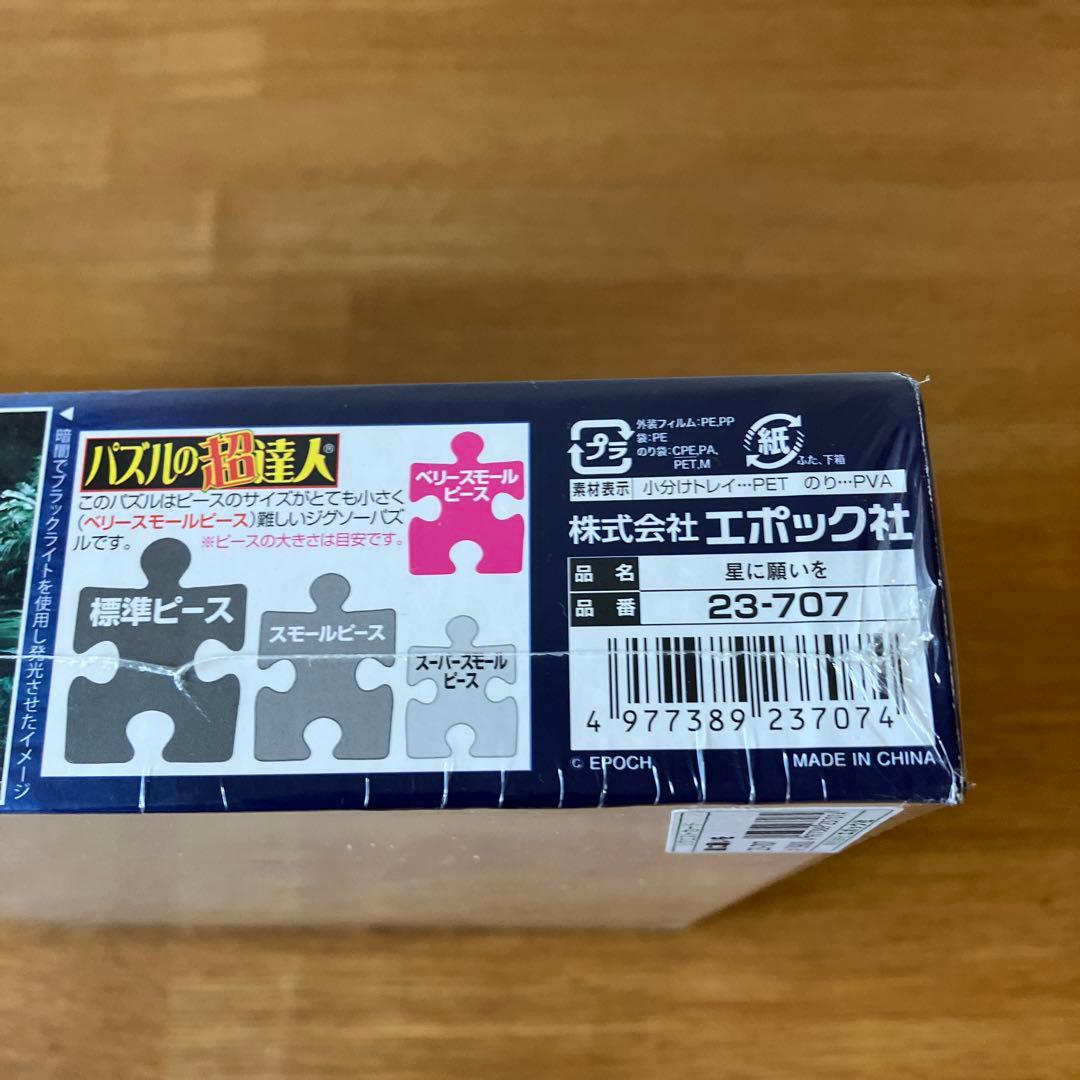 ◀暗闇でブラックライトを使用し発光させたイメージ
パズルの超達人®
このパズルはピースのサイズがとても小さく
(ベリースモールピース)難しいジグソーパズ
ルです。 ※ピースの大きさは目安です。
ベリースモール
ピース
標準ピース
スモールピース
スーパースモール
ピース
プラ
外装フィルム:PE,PP
袋:PE
のり袋:CPE,PA,
PET,M
紙
ふた、下箱
素材表示 小分けトレイ…PET のり…PVA
株式会社 エポック社
品名 星に願いを
品番 23-707
4 977389 237074
© EPOCH
MADE IN CHINA